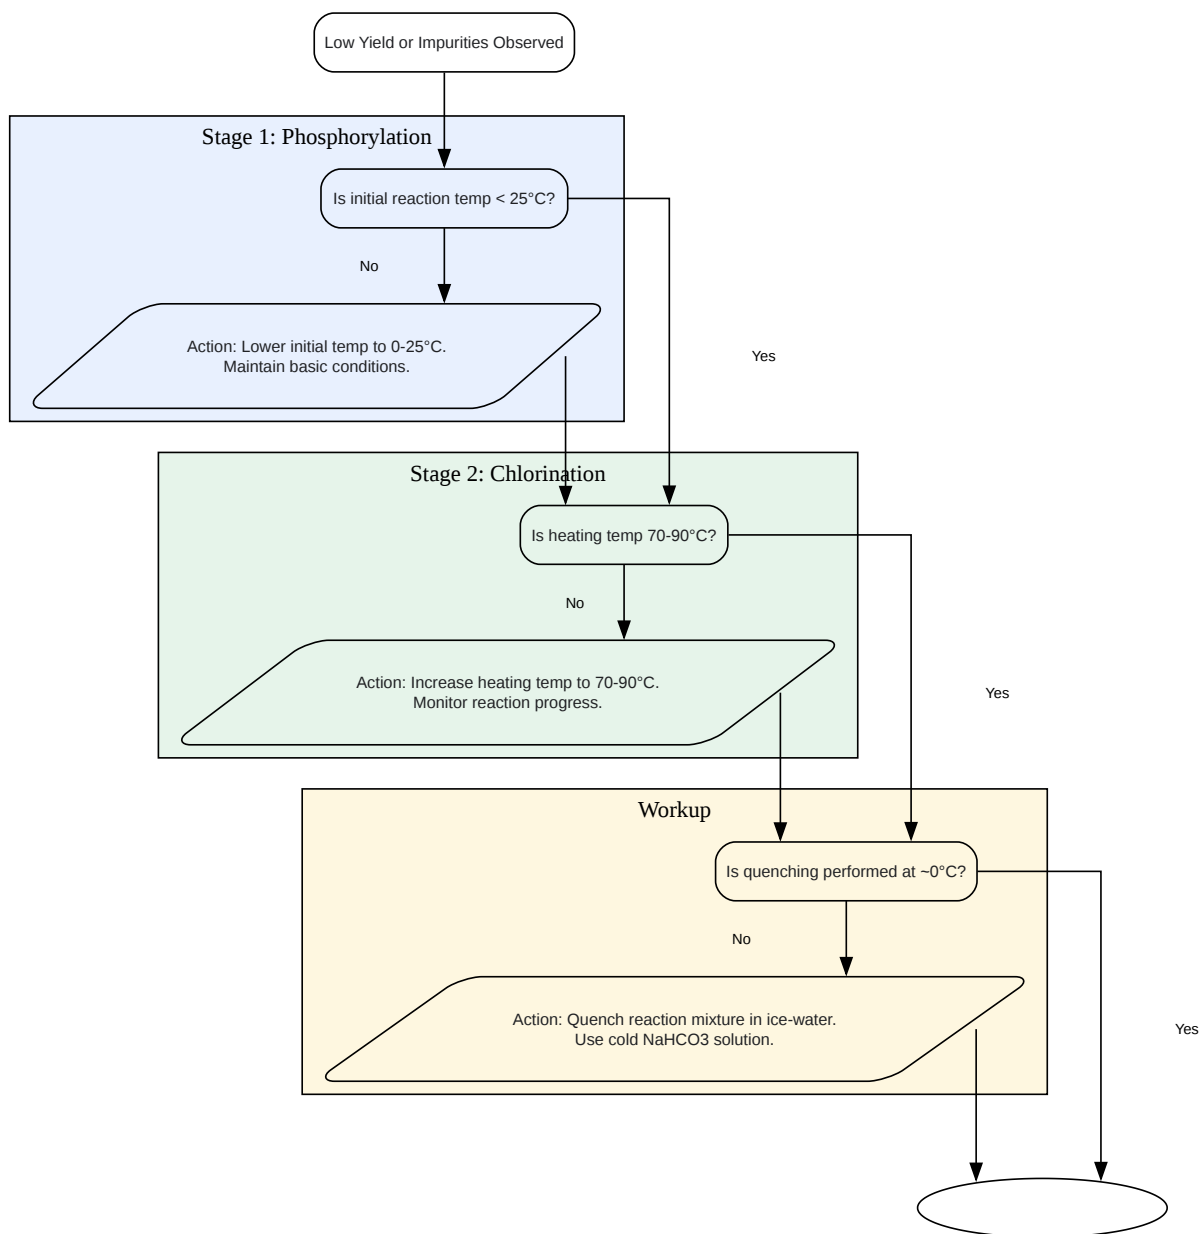 Low Yield or Impurities Observed
Stage 1: Phosphorylation
Is initial reaction temp < 25°C?
No
Action: Lower initial temp to 0-25°C.
Maintain basic conditions.
Yes
Stage 2: Chlorination
Is heating temp 70-90°C?
No
Action: Increase heating temp to 70-90°C.
Monitor reaction progress.
Yes
Workup
Is quenching performed at ~0°C?
No
Action: Quench reaction mixture in ice-water.
Use cold NaHCO3 solution.
Yes